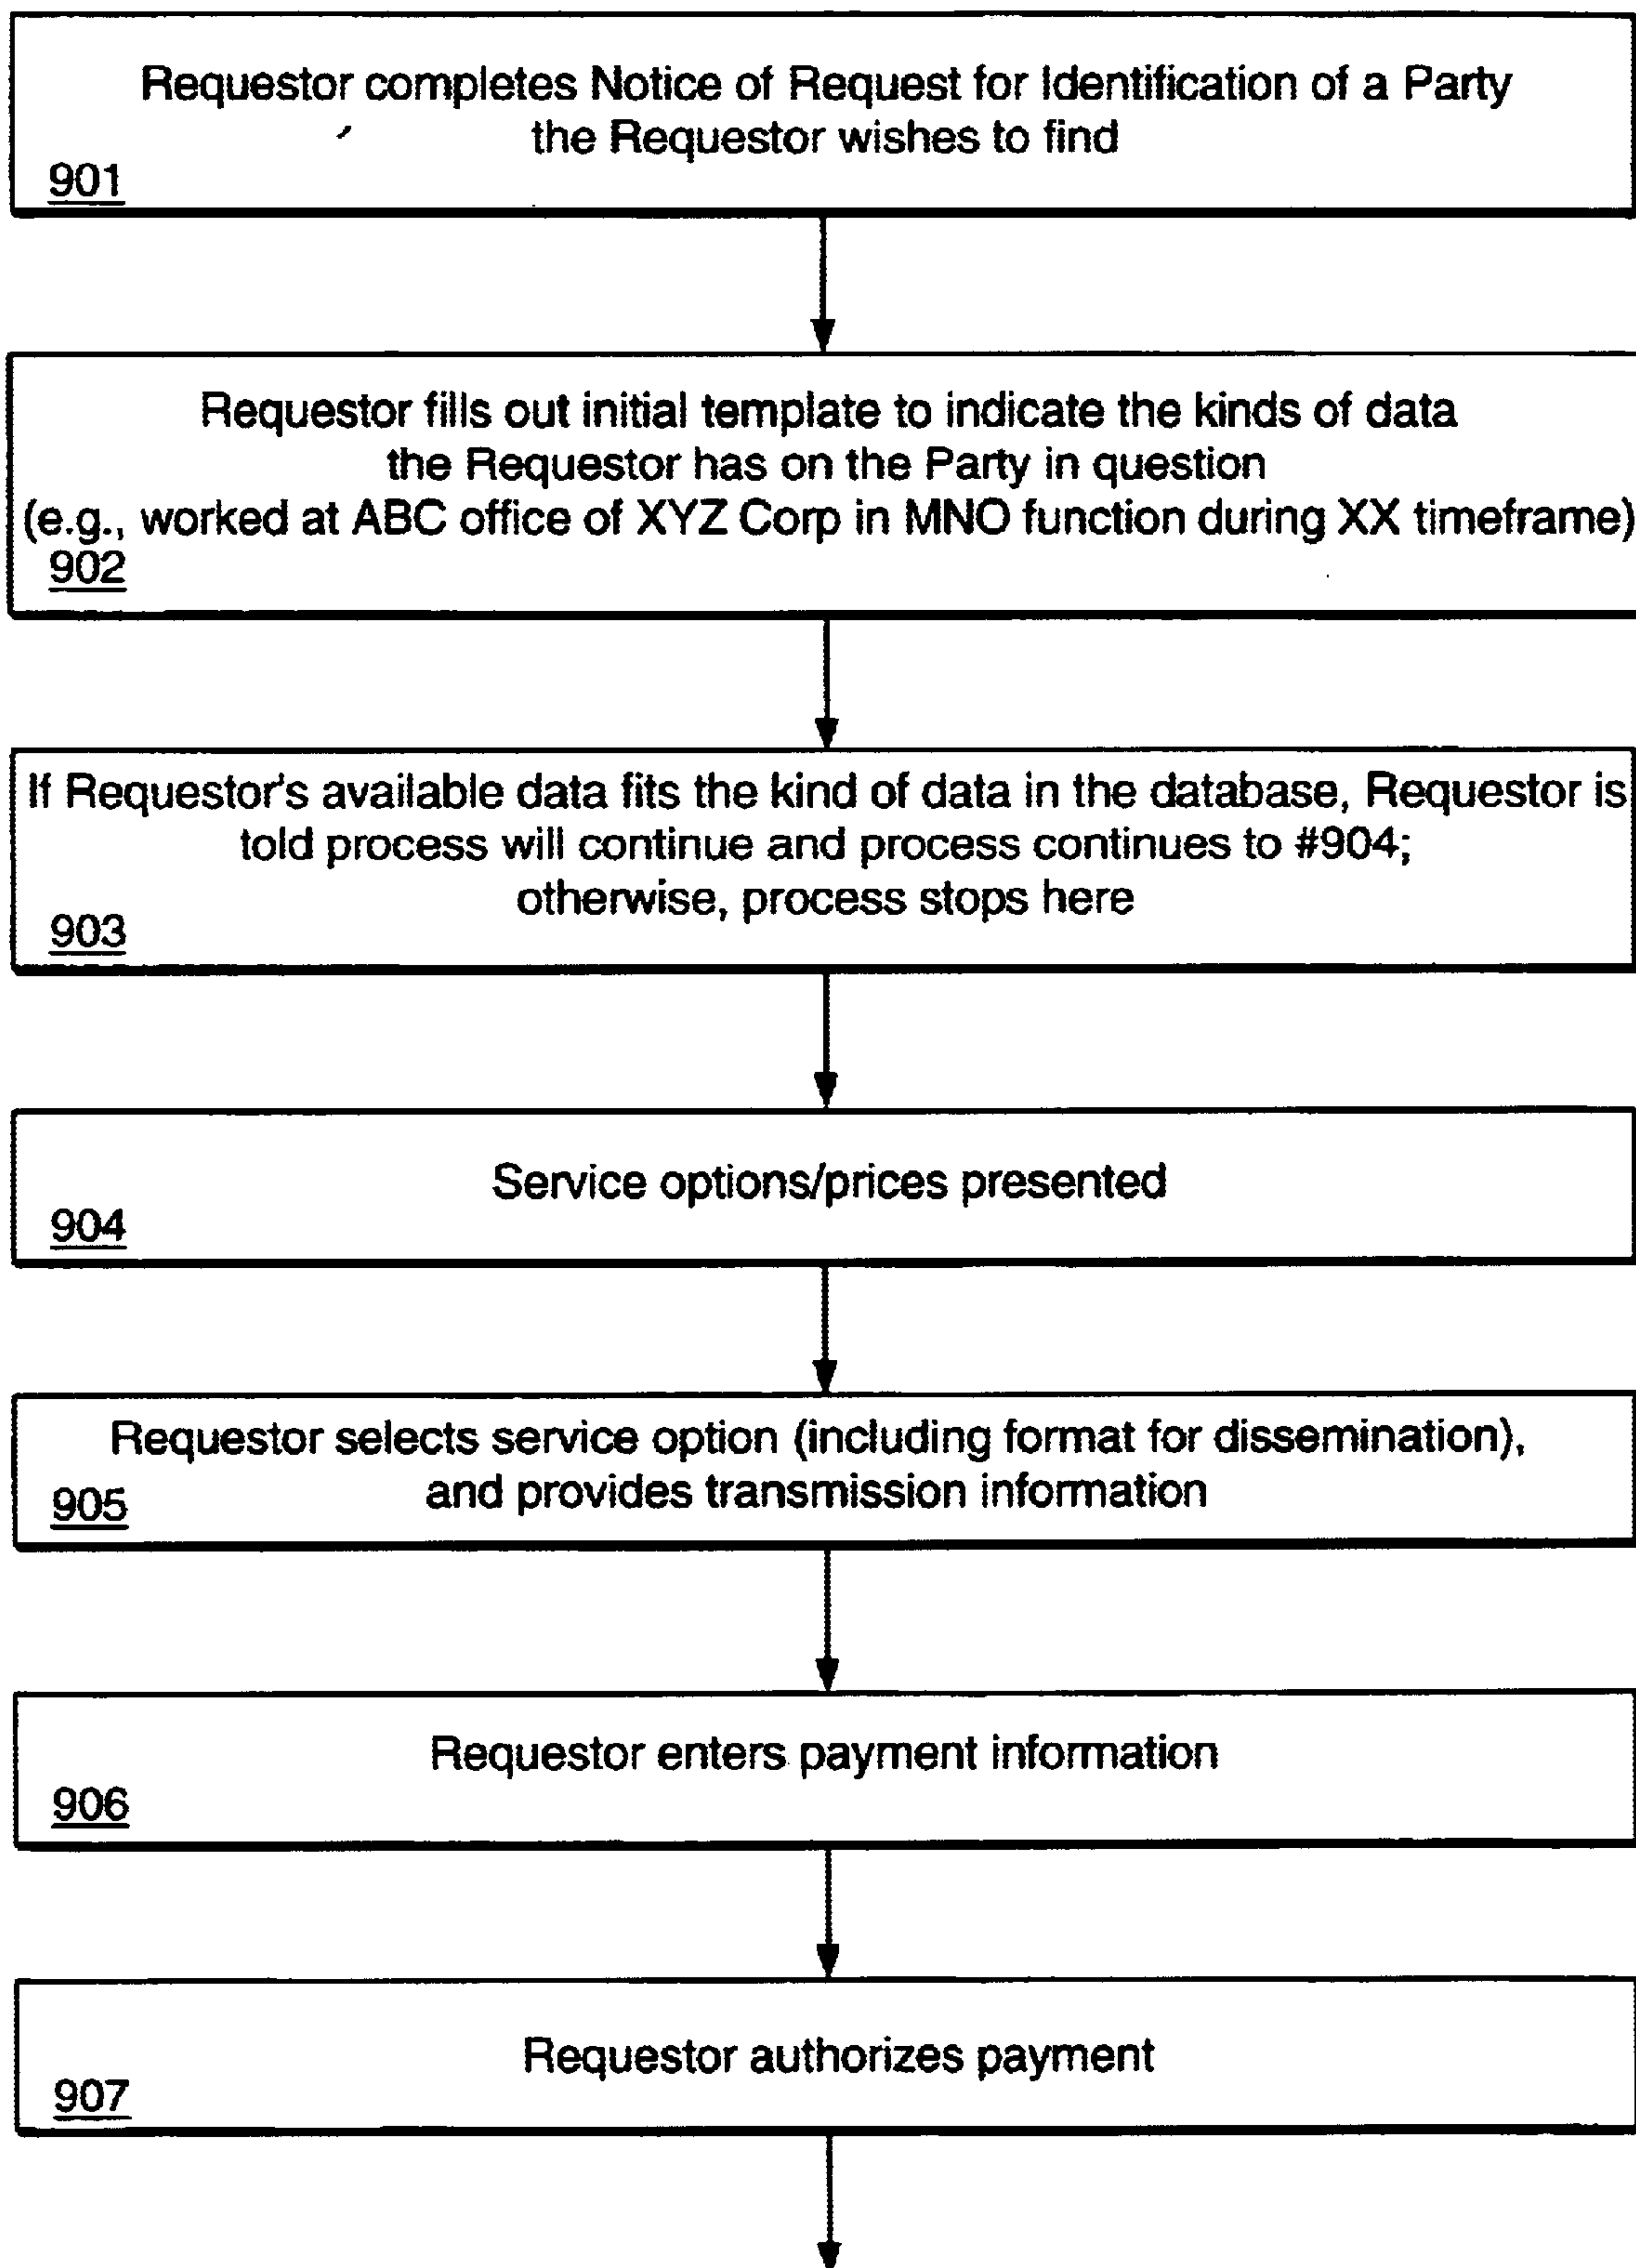 Requestor completes Notice of Request for Identification of a Party
the Requestor wishes to find
901
Requestor fills out initial template to indicate the kinds of data
the Requestor has on the Party in question
(e.g., worked at ABC office of XYZ Corp in MNO function during XX timeframe)
902
If Requestor's available data fits the kind of data in the database, Requestor is
told process will continue and process continues to #904;
otherwise, process stops here
903
Service options/prices presented
904
Requestor selects service option (including format for dissemination),
and provides transmission information
905
Requestor enters payment information
906
Requestor authorizes payment
907